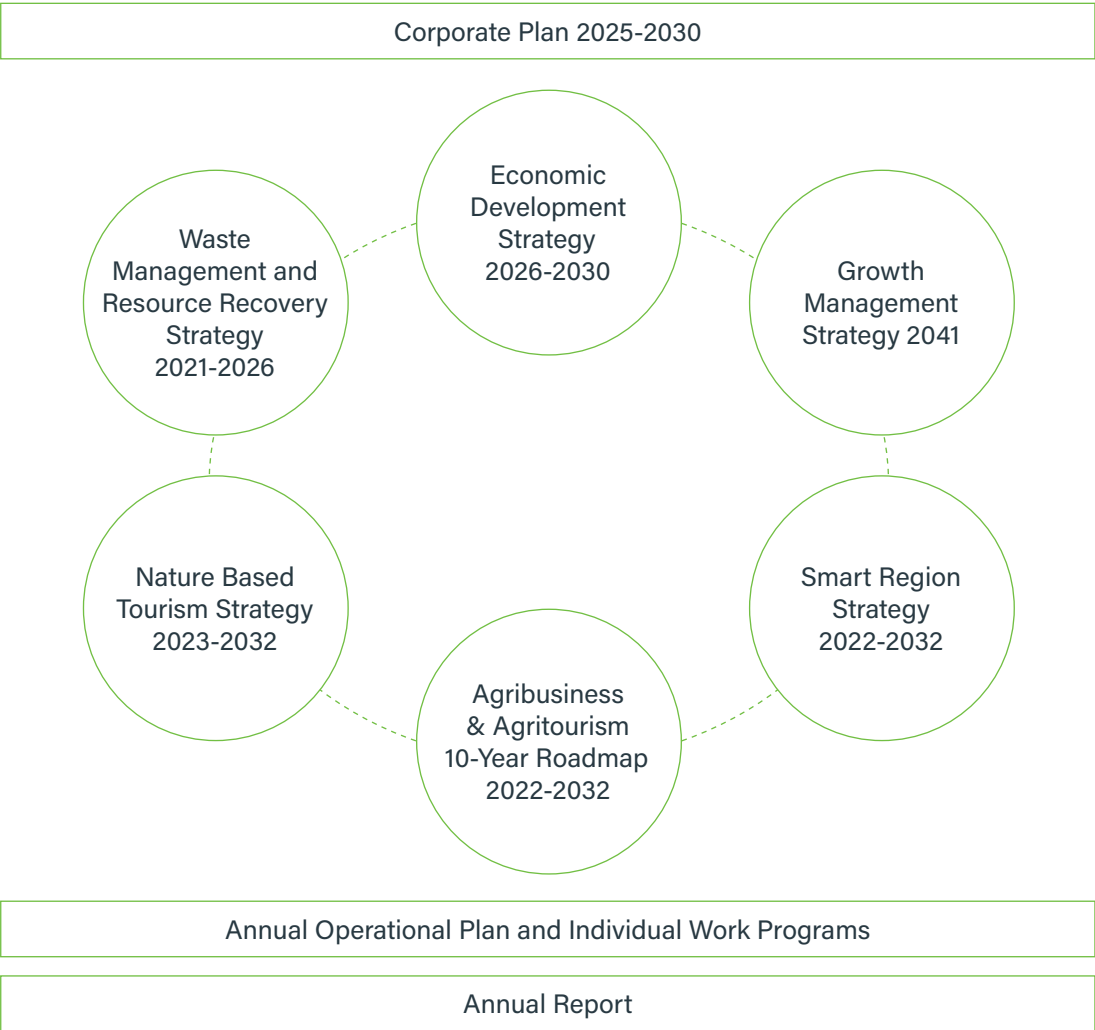 Corporate Plan 2025-2030
Economic
Development
Strategy
2026-2030
Waste
Management and
Resource Recovery
Strategy
2021-2026
Growth
Management
Strategy 2041
Nature Based
Tourism Strategy
2023-2032
Smart Region
Strategy
2022-2032
Agribusiness
& Agritourism
10-Year Roadmap
2022-2032
Annual Operational Plan and Individual Work Programs
Annual Report